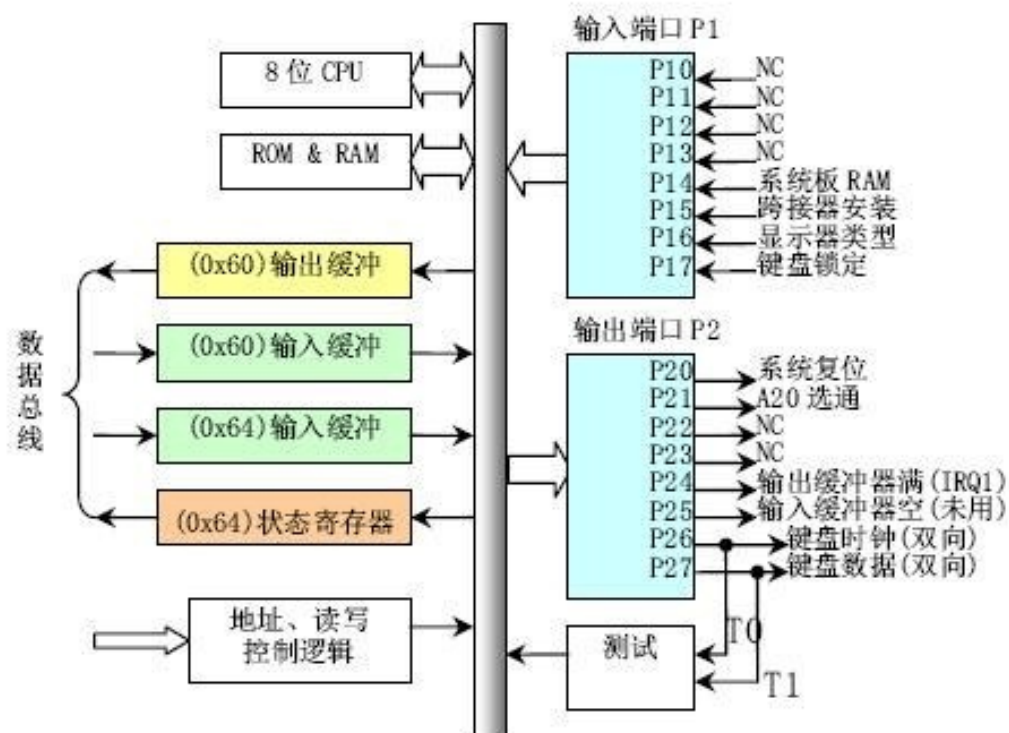 8 位 CPU
ROM & RAM
(0x60)输出缓冲
(0x60)输入缓冲
(0x64)输入缓冲
(0x64)状态寄存器
数据总线
地址、读写
控制逻辑
输入端口 P1
P10 NC
P11 NC
P12 NC
P13 NC
P14 系统板 RAM
P15 跨接器安装
P16 显示器类型
P17 键盘锁定
输出端口 P2
P20 系统复位
P21 A20 选通
P22 NC
P23 NC
P24 输出缓冲器满(IRQ1)
P25 输入缓冲器空(未用)
P26 键盘时钟(双向)
P27 键盘数据(双向)
测试
T0
T1